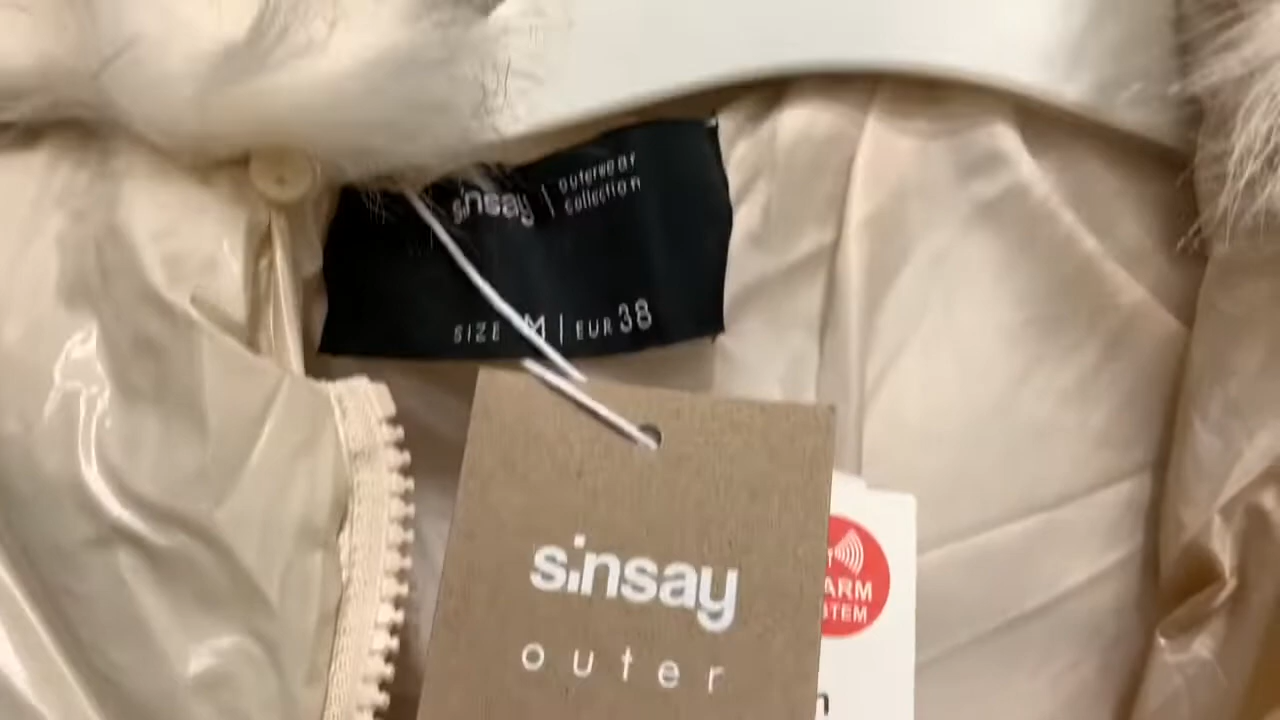 sinsay | outerwear
collection
SIZE M | EUR 38
sinsay
outer
ARM
STEM